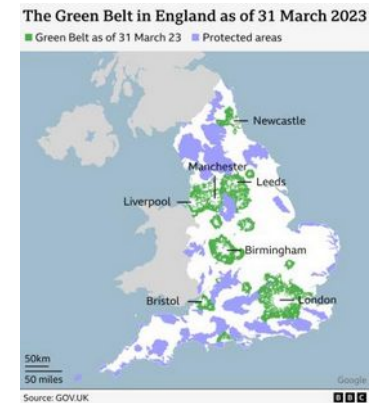 The Green Belt in England as of 31 March 2023
Green Belt as of 31 March 23 Protected areas
Newcastle
Manchester
Leeds
Liverpool
Birmingham
Bristol
London
50km
50 miles
Google
Source: GOV.UK
BBC